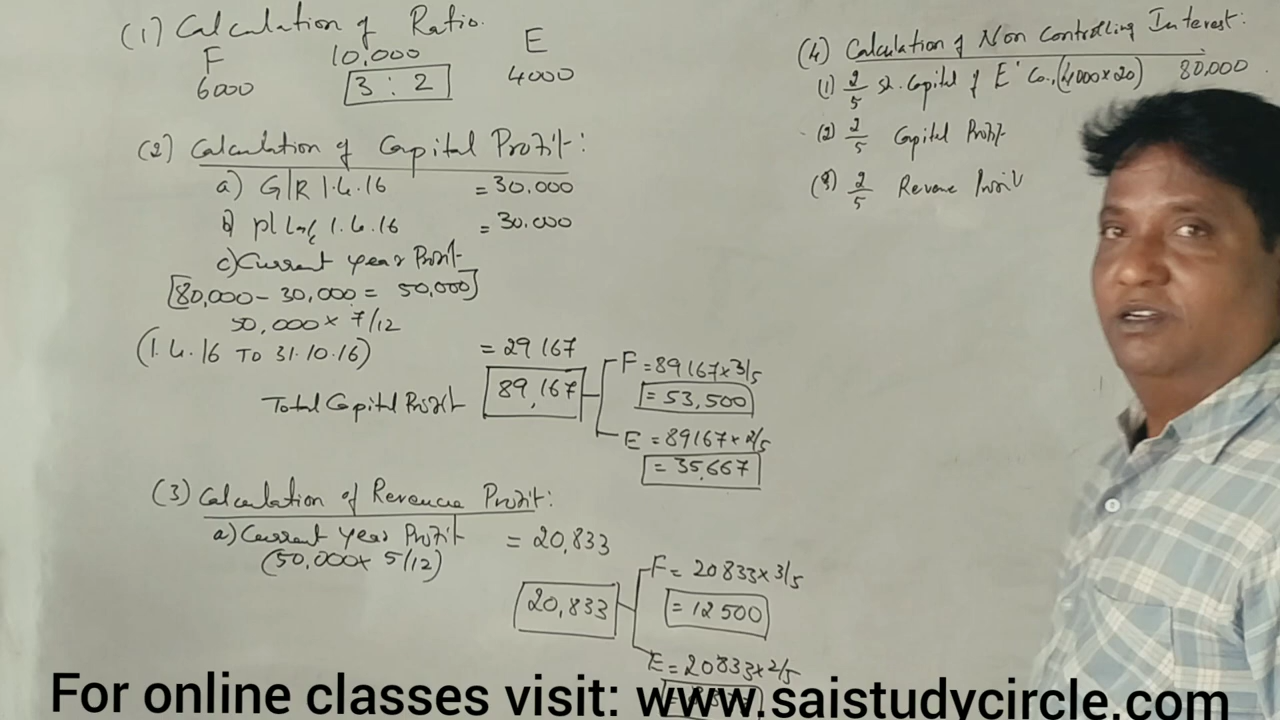 (1) Calculation of Ratio.
F 10,000 E
6000 3 : 2 4000
(2) Calculation of Capital Profit:
a) G/R 1.4.16 = 30.000
b) pl 1.4.16 = 30.000
c) Current year Profit
[80,000 - 30,000 = 50,000]
50,000 x 7/12
(1.4.16 TO 31.10.16) = 29167
Total Capital Profit 89,167
F = 89167 x 3/5
= 53,500
E = 89167 x 2/5
= 35,667
(3) Calculation of Revenue Profit:
a) Current year Profit = 20,833
(50,000x 5/12)
20,833
F = 20833 x 3/5
= 12500
E = 20833 x 2/5
(4) Calculation of Non Controlling Interest:
(1) 2/5 Sh. Capital of E' Co., (4000 x 20) 80,000
(2) 2/5 Capital Profit
(3) 2/5 Revenue Profit
For online classes visit: www.saistudycircle.com